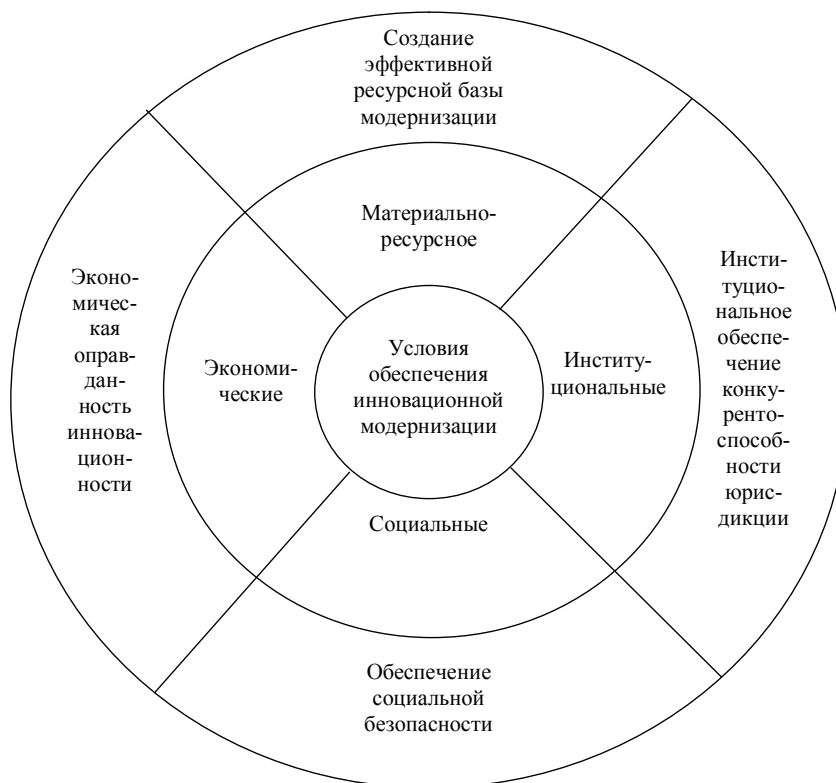 Создание
эффективной
ресурсной базы
модернизации
Материально-
ресурсное
Эконо-
мичес-
кая
оправ-
дан-
ность
иннова-
цион-
ности
Экономи-
ческие
Условия
обеспечения
инновационной
модернизации
Институ-
циональные
Инсти-
туцио-
нальное
обеспе-
чение
конку-
ренто-
способ-
ности
юрис-
дикции
Социальные
Обеспечение
социальной
безопасности